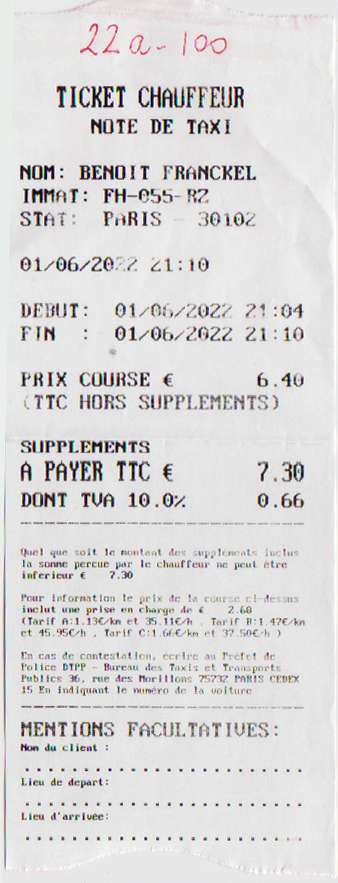 22a-100
TICKET CHAUFFEUR
NOTE DE TAXI
NOM: BENOIT FRANCKEL
IMMAT: FH-055-RZ
STAT: PARIS - 30102
01/06/2022 21:10
DEBUT: 01/06/2022 21:04
FIN : 01/06/2022 21:10
PRIX COURSE € 6.40
(TTC HORS SUPPLEMENTS)
SUPPLEMENTS
A PAYER TTC € 7.30
DONT TVA 10.0% 0.66
Quel que soit le montant des suppléments inclus
la somme percue par le chauffeur ne peut être
inferieur € 7.30
Pour information le prix de la course ci-dessus
inclut une prise en charge de € 2.60
(Tarif A:1.13€/km et 35.11€/h , Tarif B:1.47€/km
et 45.95€/h , Tarif C:1.66€/km et 37.50€/h )
En cas de contestation, ecrire au Préfet de
Police DTPP - Bureau des Taxis et Transports
Publics 36, rue des Morillons 75732 PARIS CEDEX
15 En indiquant le numéro de la voiture
MENTIONS FACULTATIVES:
Nom du client :
Lieu de depart:
Lieu d'arrivée: